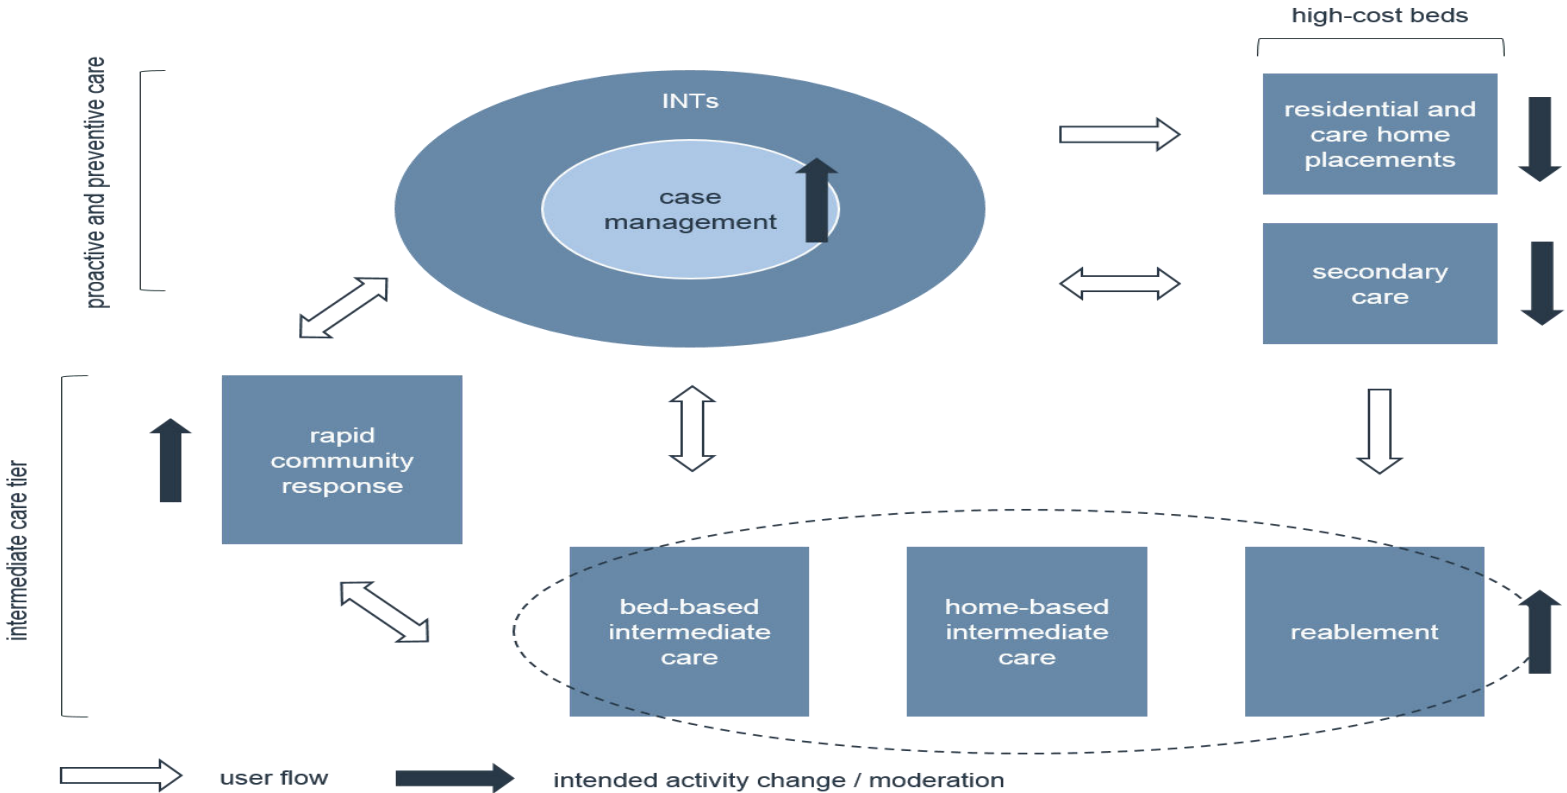 high-cost beds
proactive and preventive care
INTs
case
management
residential and
care home
placements
secondary
care
intermediate care tier
rapid
community
response
bed-based
intermediate
care
home-based
intermediate
care
reablement
user flow
intended activity change / moderation